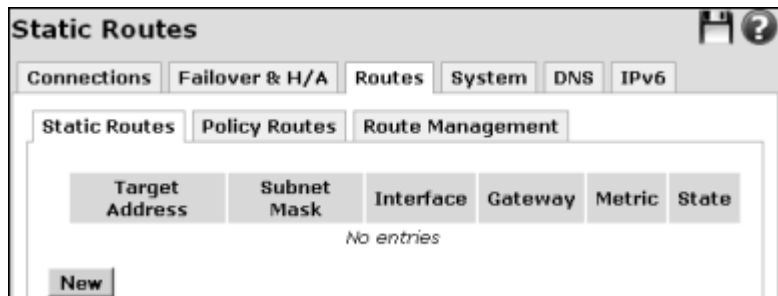 Static Routes
Connections Failover & H/A Routes System DNS IPv6
Static Routes Policy Routes Route Management
Target Address Subnet Mask Interface Gateway Metric State
No entries
New